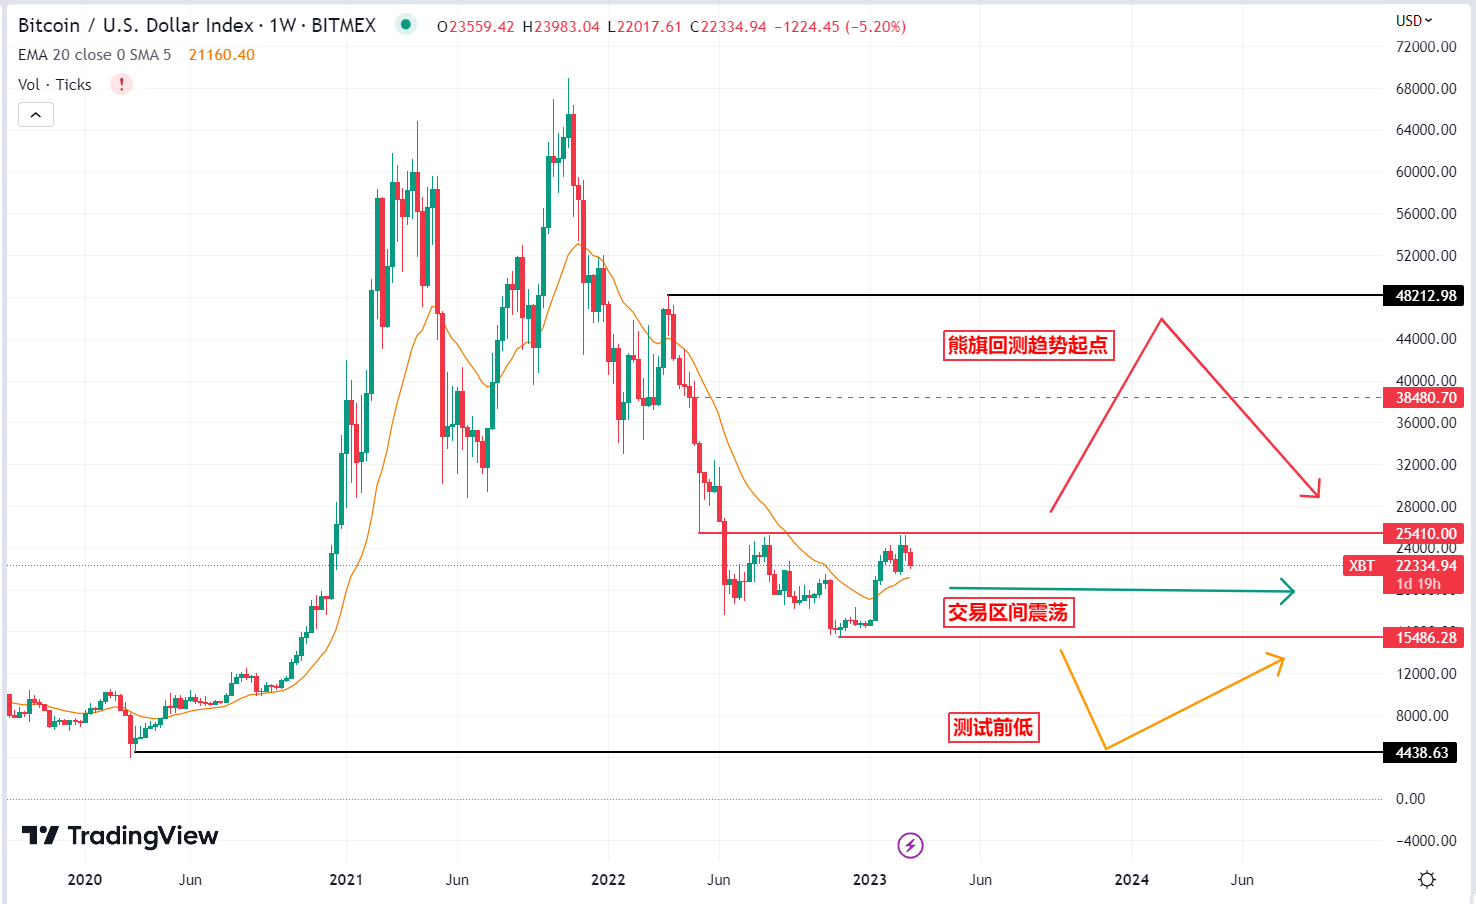 Bitcoin / U.S. Dollar Index · 1W · BITMEX O23559.42 H23983.04 L22017.61 C22334.94 −1224.45 (−5.20%)
USD
EMA 20 close 0 SMA 5 21160.40
Vol · Ticks !
72000.00
68000.00
64000.00
60000.00
56000.00
52000.00
48212.98
44000.00
熊旗回测趋势起点
40000.00
38480.70
36000.00
32000.00
28000.00
25410.00
24000.00
XBT 22334.94
1d 19h
交易区间震荡
15486.28
12000.00
8000.00
测试前低
4438.63
0.00
−4000.00
TradingView
2020 Jun 2021 Jun 2022 Jun 2023 Jun 2024 Jun